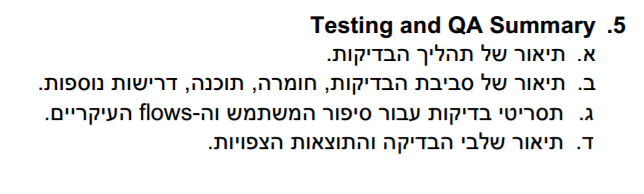 5. Testing and QA Summary
א. תיאור של תהליך הבדיקות.
ב. תיאור של סביבת הבדיקות, חומרה, תוכנה, דרישות נוספות.
ג. תסריטי בדיקות עבור סיפור המשתמש וה-flows העיקריים.
ד. תיאור שלבי הבדיקה והתוצאות הצפויות.